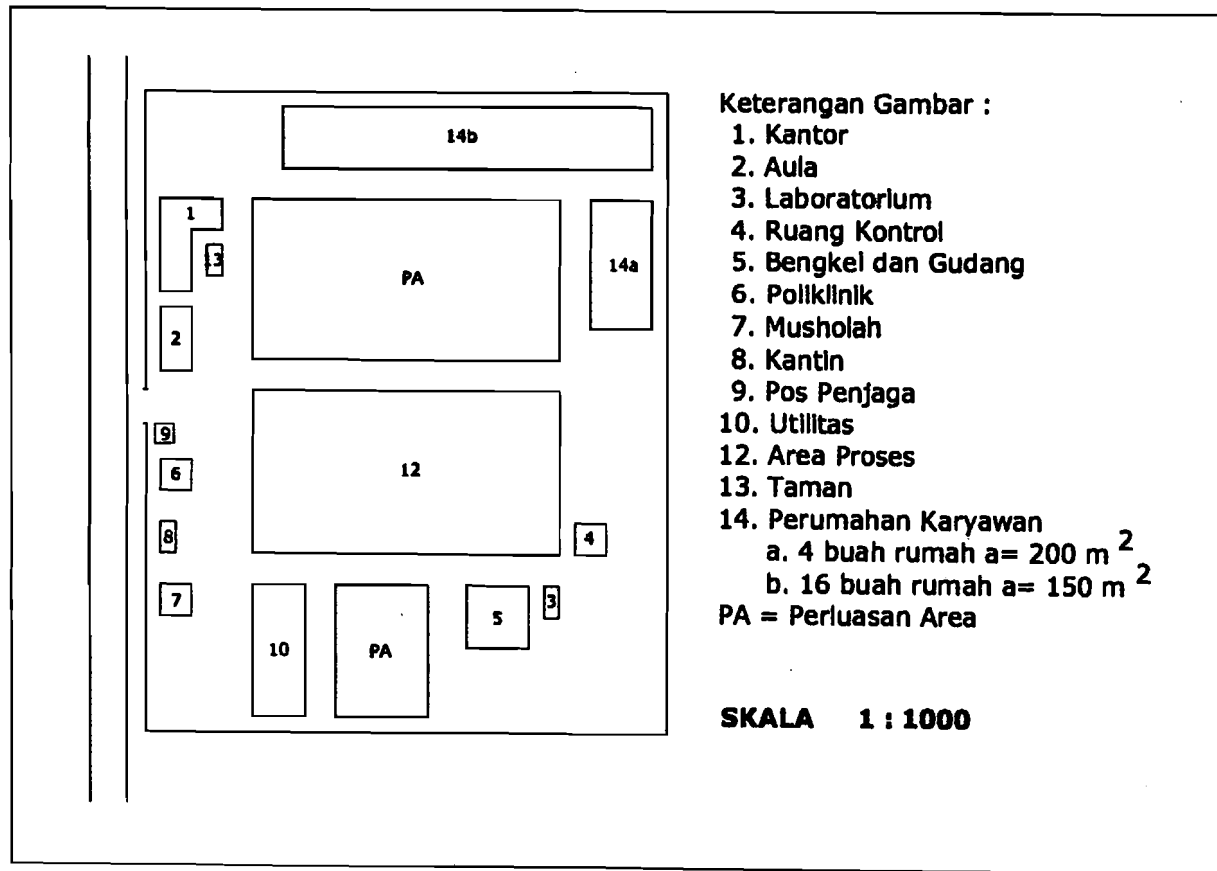 14b
1
13
PA
14a
2
9
6
12
8
4
7
10
PA
5
3
Keterangan Gambar :
1. Kantor
2. Aula
3. Laboratorium
4. Ruang Kontrol
5. Bengkel dan Gudang
6. Poliklinik
7. Musholah
8. Kantin
9. Pos Penjaga
10. Utilitas
12. Area Proses
13. Taman
14. Perumahan Karyawan
a. 4 buah rumah a= 200 m ²
b. 16 buah rumah a= 150 m ²
PA = Perluasan Area
SKALA 1 : 1000